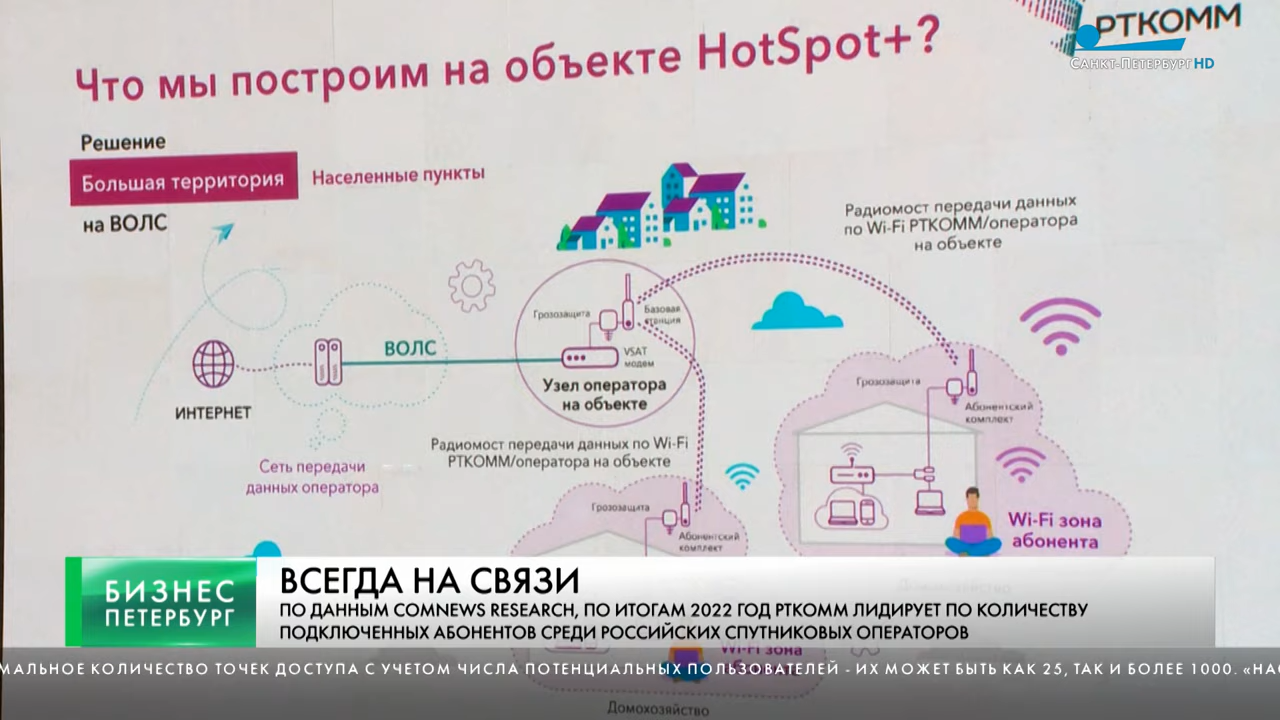 РТКОММ
САНКТ-ПЕТЕРБУРГ HD
Что мы построим на объекте HotSpot+?
Решение
Большая территория
Населенные пункты
на ВОЛС
Радиомост передачи данных
по Wi-Fi РТКОММ/оператора
на объекте
Грозозащита
Базовая
станция
ВОЛС
VSAT
модем
Узел оператора
на объекте
ИНТЕРНЕТ
Грозозащита
Абонентский
комплект
Радиомост передачи данных по Wi-Fi
РТКОММ/оператора на объекте
Сеть передачи
данных оператора
Грозозащита
Абонентский
комплект
Wi-Fi зона
абонента
Домохозяйство
БИЗНЕС
ПЕТЕРБУРГ
ВСЕГДА НА СВЯЗИ
ПО ДАННЫМ COMNEWS RESEARCH, ПО ИТОГАМ 2022 ГОД РТКОММ ЛИДИРУЕТ ПО КОЛИЧЕСТВУ
ПОДКЛЮЧЕННЫХ АБОНЕНТОВ СРЕДИ РОССИЙСКИХ СПУТНИКОВЫХ ОПЕРАТОРОВ
Wi-Fi зона
МАЛЬНОЕ КОЛИЧЕСТВО ТОЧЕК ДОСТУПА С УЧЕТОМ ЧИСЛА ПОТЕНЦИАЛЬНЫХ ПОЛЬЗОВАТЕЛЕЙ - ИХ МОЖЕТ БЫТЬ КАК 25, ТАК И БОЛЕЕ 1000. «НАС
Домохозяйство